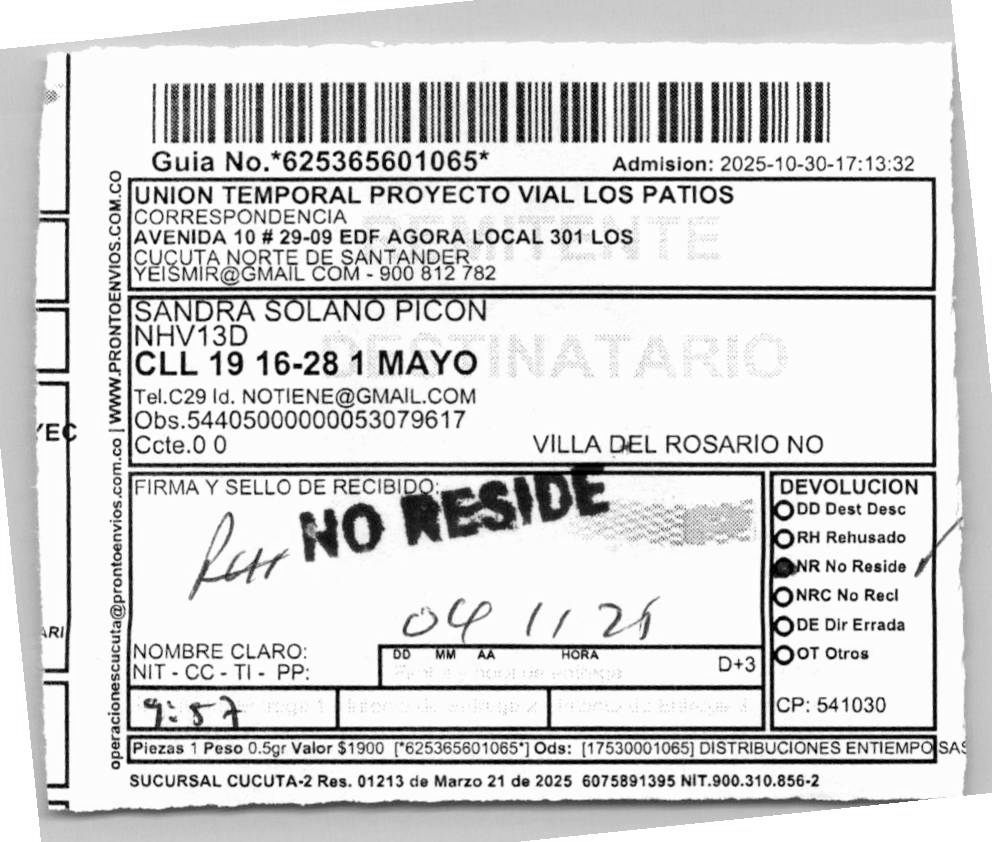 Guia No.*625365601065*
Admision: 2025-10-30-17:13:32
REMITENTE
UNION TEMPORAL PROYECTO VIAL LOS PATIOS
CORRESPONDENCIA
AVENIDA 10 # 29-09 EDF AGORA LOCAL 301 LOS
CUCUTA NORTE DE SANTANDER
YEISMIR@GMAIL COM - 900 812 782
DESTINATARIO
SANDRA SOLANO PICON
NHV13D
CLL 19 16-28 1 MAYO
Tel.C29 Id. NOTIENE@GMAIL.COM
Obs.54405000000053079617
Ccte.0 0
VILLA DEL ROSARIO NO
FIRMA Y SELLO DE RECIBIDO:
NO RESIDE
04 11 25
NOMBRE CLARO:
NIT - CC - TI - PP:
DD MM AA HORA
D+3
9:57
DEVOLUCION
DD Dest Desc
RH Rehusado
NR No Reside
NRC No Recl
DE Dir Errada
OT Otros
CP: 541030
Piezas 1 Peso 0.5gr Valor $1900 [*625365601065*] Ods: [17530001065] DISTRIBUCIONES ENTIEMPO SAS
SUCURSAL CUCUTA-2 Res. 01213 de Marzo 21 de 2025 6075891395 NIT.900.310.856-2
operacionescucuta@prontoenvios.com.co | WWW.PRONTOENVIOS.COM.CO
YEC
ARI